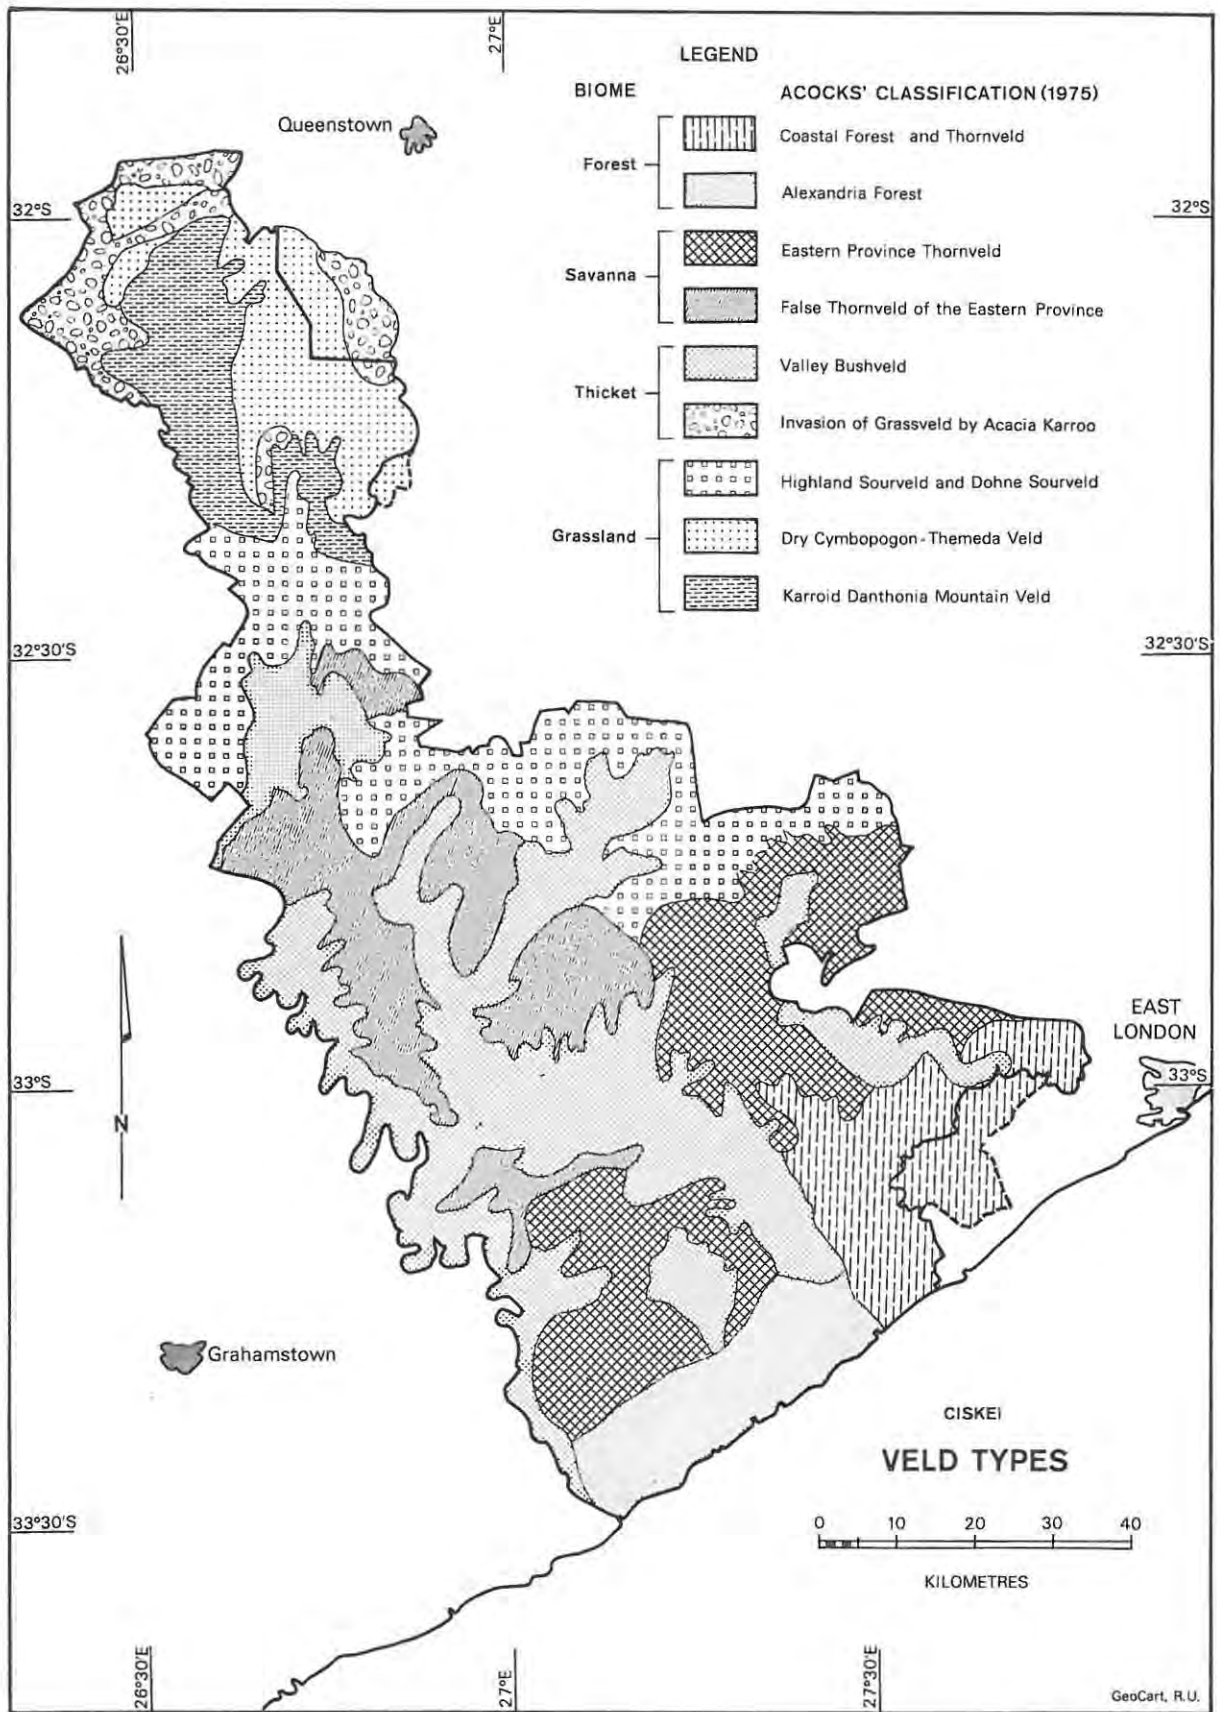 26°30'E
27°E
LEGEND
BIOME
ACOCKS' CLASSIFICATION (1975)
Queenstown
Forest
Coastal Forest and Thornveld
Alexandria Forest
32°S
32°S
Savanna
Eastern Province Thornveld
False Thornveld of the Eastern Province
Thicket
Valley Bushveld
Invasion of Grassveld by Acacia Karroo
Grassland
Highland Sourveld and Dohne Sourveld
Dry Cymbopogon-Themeda Veld
Karroid Danthonia Mountain Veld
32°30'S
32°30'S
EAST
LONDON
33°S
33°S
N
Grahamstown
CISKEI
VELD TYPES
33°30'S
0 10 20 30 40
KILOMETRES
26°30'E
27°E
27°30'E
GeoCart, R.U.